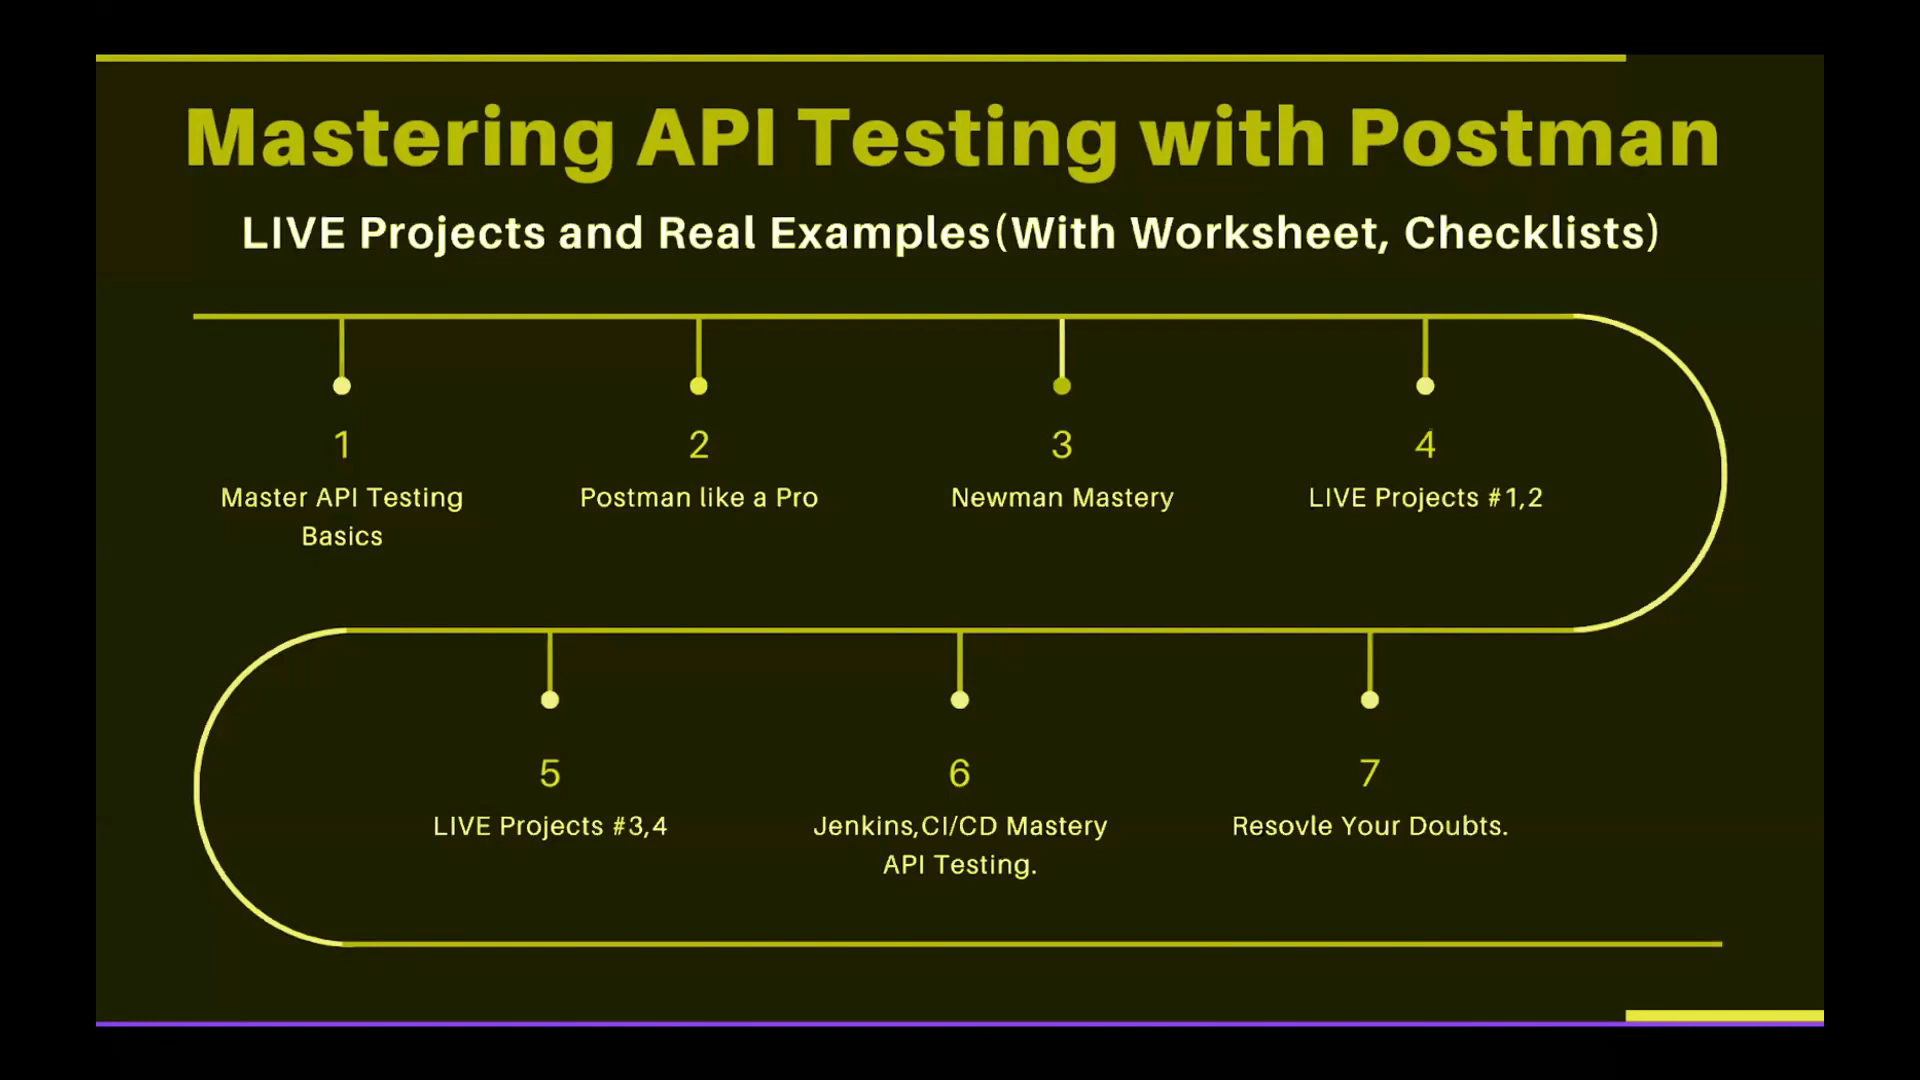 Mastering API Testing with Postman
LIVE Projects and Real Examples(With Worksheet, Checklists)
1
Master API Testing
Basics
2
Postman like a Pro
3
Newman Mastery
4
LIVE Projects #1,2
5
LIVE Projects #3,4
6
Jenkins,CI/CD Mastery
API Testing.
7
Resovle Your Doubts.